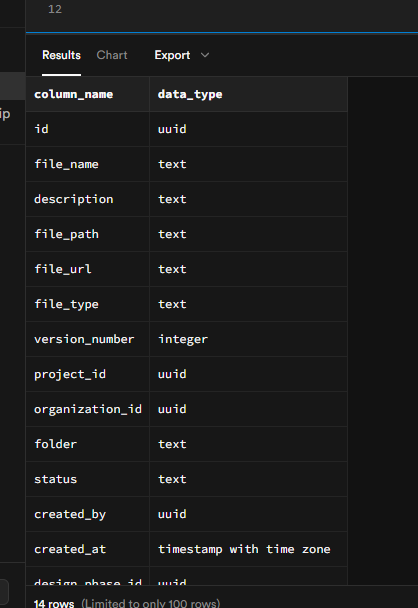 12
Results Chart Export
column_name data_type
id uuid
ip
file_name text
description text
file_path text
file_url text
file_type text
version_number integer
project_id uuid
organization_id uuid
folder text
status text
created_by uuid
created_at timestamp with time zone
design_phase_id uuid
14 rows (Limited to only 100 rows)